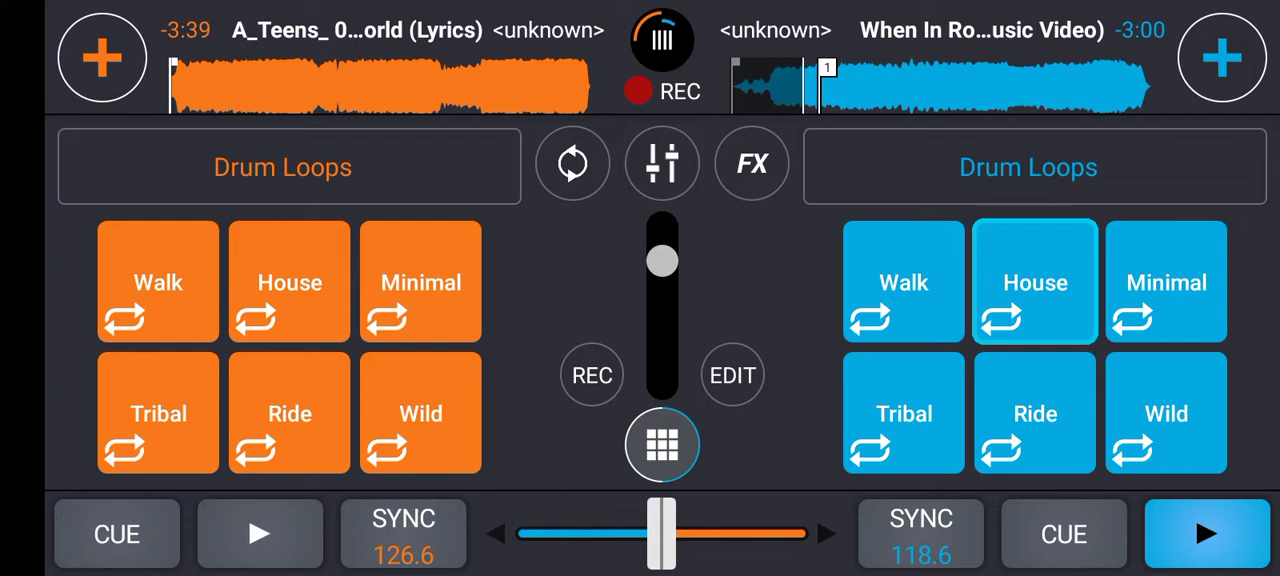 -3:39 A_Teens_ 0...orld (Lyrics) <unknown>
<unknown> When In Ro...usic Video) -3:00
1
REC
Drum Loops
FX
Drum Loops
Walk House Minimal
Walk House Minimal
REC
EDIT
Tribal Ride Wild
Tribal Ride Wild
CUE
SYNC
126.6
SYNC
118.6
CUE